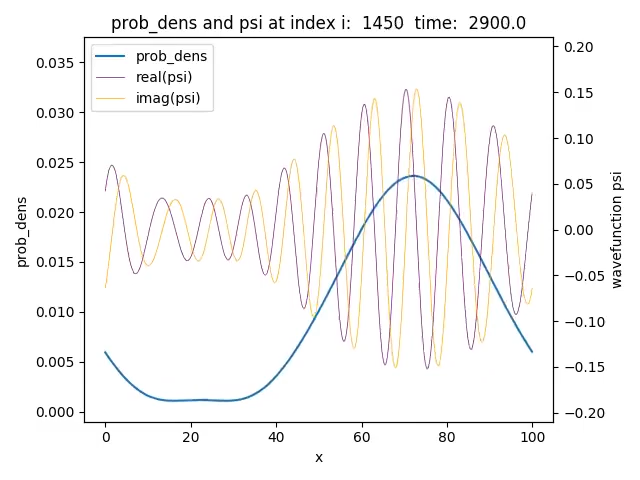 prob_dens and psi at index i: 1450 time: 2900.0
prob_dens
real(psi)
imag(psi)
prob_dens
0.035
0.030
0.025
0.020
0.015
0.010
0.005
0.000
0.20
0.15
0.10
0.05
0.00
−0.05
−0.10
−0.15
−0.20
wavefunction psi
0 20 40 60 80 100
x